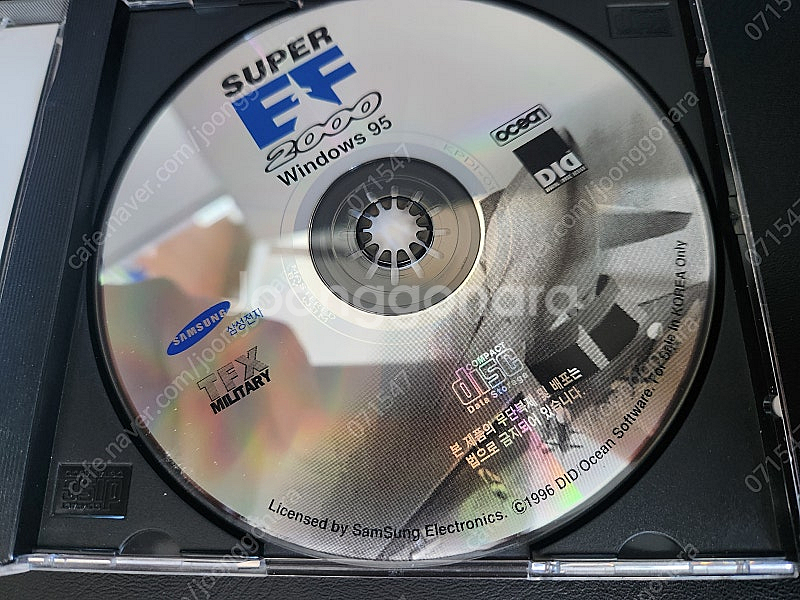 SUPER
EF
2000
Windows 95
ocean
DID
SAMSUNG
삼성전자
TFX
MILITARY
COMPACT
disc
Data Storage
본 제품의 무단복제 및 배포는
법으로 금지되어 있습니다.
Licensed by SamSung Electronics. ©1996 DID/Ocean Software. For Sale in KOREA Only
Joonggonara
cafe.naver.com/joonggonara
071547